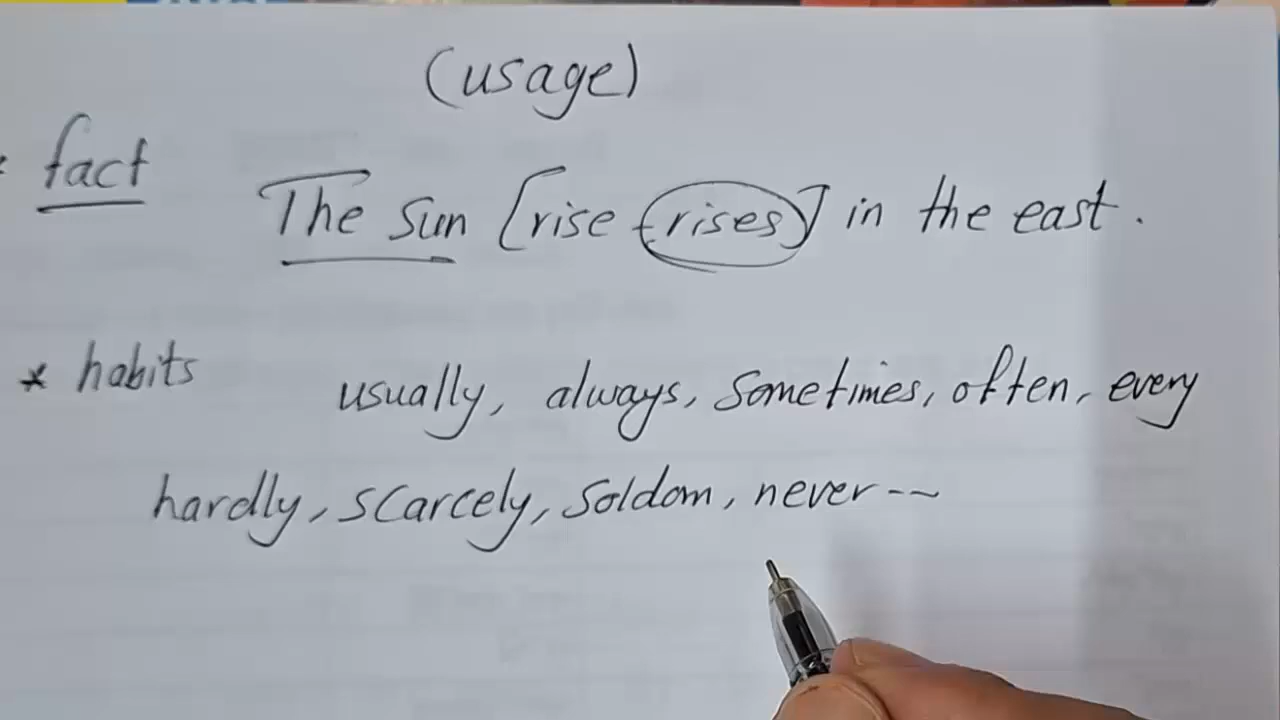 (usage)
* fact The Sun [rise - rises] in the east.
* habits usually, always, Sometimes, often, every
hardly, scarcely, Soldom, never --~